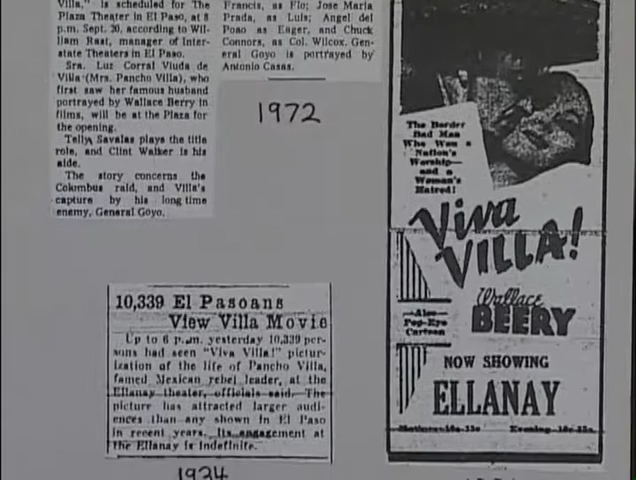 Villa," is scheduled for The
Plaza Theater in El Paso, at 8
p.m. Sept. 20, according to Wil-
liam Rast, manager of Inter-
state Theaters in El Paso.
Sra. Luz Corral Viuda de
Villa (Mrs. Pancho Villa), who
first saw her famous husband
portrayed by Wallace Berry in
films, will be at the Plaza for
the opening.
Telly Savalas plays the title
role, and Clint Walker is his
aide.
The story concerns the
Columbus raid, and Villa's
capture by his long time
enemy, General Goyo.
Francis, as Flo; Jose Maria
Prada, as Luis; Angel del
Pozo as Eager, and Chuck
Connors, as Col. Wilcox. Gen-
eral Goyo is portrayed by
Antonio Casas.
1972
10,339 El Pasoans
View Villa Movie
Up to 6 p.m. yesterday 10,339 per-
sons had seen "Viva Villa!" pictur-
ization of the life of Pancho Villa,
famed Mexican rebel leader, at the
Ellanay theater, officials said. The
picture has attracted larger audi-
ences than any shown in El Paso
in recent years. Its engagement at
the Ellanay is indefinite.
1934
The Border
Bad Man
Who Won a
Nation's
Worship—
and a
Woman's
Hatred!
Viva
VILLA!
Wallace
BEERY
Also
Pop-Eye
Cartoon
NOW SHOWING
ELLANAY